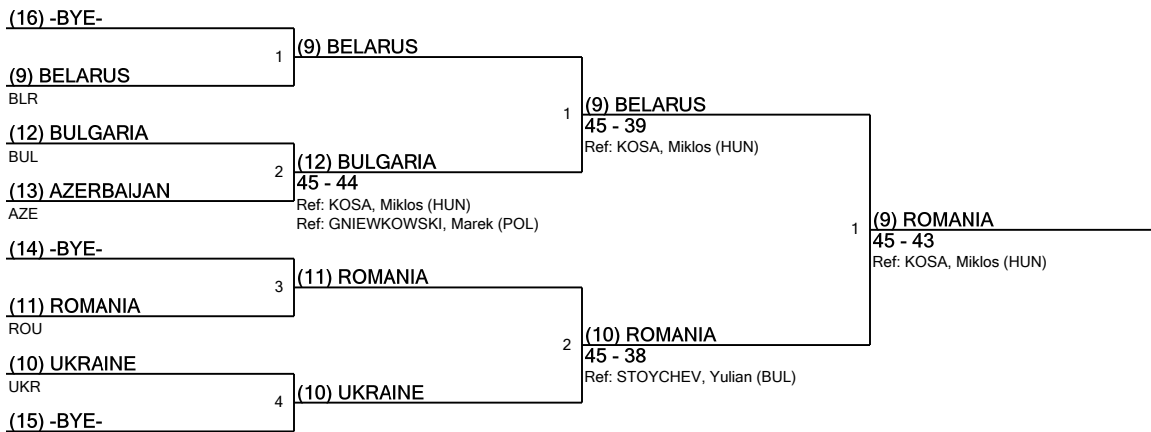 (16) -BYE-
1
(9) BELARUS
(9) BELARUS
BLR
1
(9) BELARUS
45 - 39
Ref: KOSA, Miklos (HUN)
(12) BULGARIA
BUL
2
(12) BULGARIA
45 - 44
Ref: KOSA, Miklos (HUN)
Ref: GNIEWKOWSKI, Marek (POL)
(13) AZERBAIJAN
AZE
1
(9) ROMANIA
45 - 43
Ref: KOSA, Miklos (HUN)
(14) -BYE-
3
(11) ROMANIA
(11) ROMANIA
ROU
2
(10) ROMANIA
45 - 38
Ref: STOYCHEV, Yulian (BUL)
(10) UKRAINE
UKR
4
(10) UKRAINE
(15) -BYE-